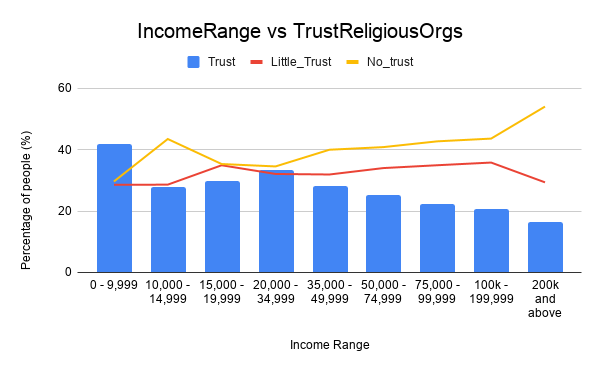 IncomeRange vs TrustReligiousOrgs
Trust Little_Trust No_trust
Percentage of people (%)
60
40
20
0
0 - 9,999 10,000 - 15,000 - 20,000 - 35,000 - 50,000 - 75,000 - 100k - 200k
14,999 19,999 34,999 49,999 74,999 99,999 199,999 and
above
Income Range